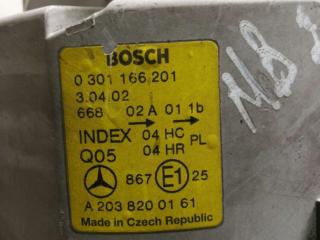 BOSCH
0 301 166 201
3.04.02
668 02 A → 01 1b →
INDEX 04 HC PL
Q05 04 HR
867 E1 25
A 203 820 01 61
Made in Czech Republic
MB